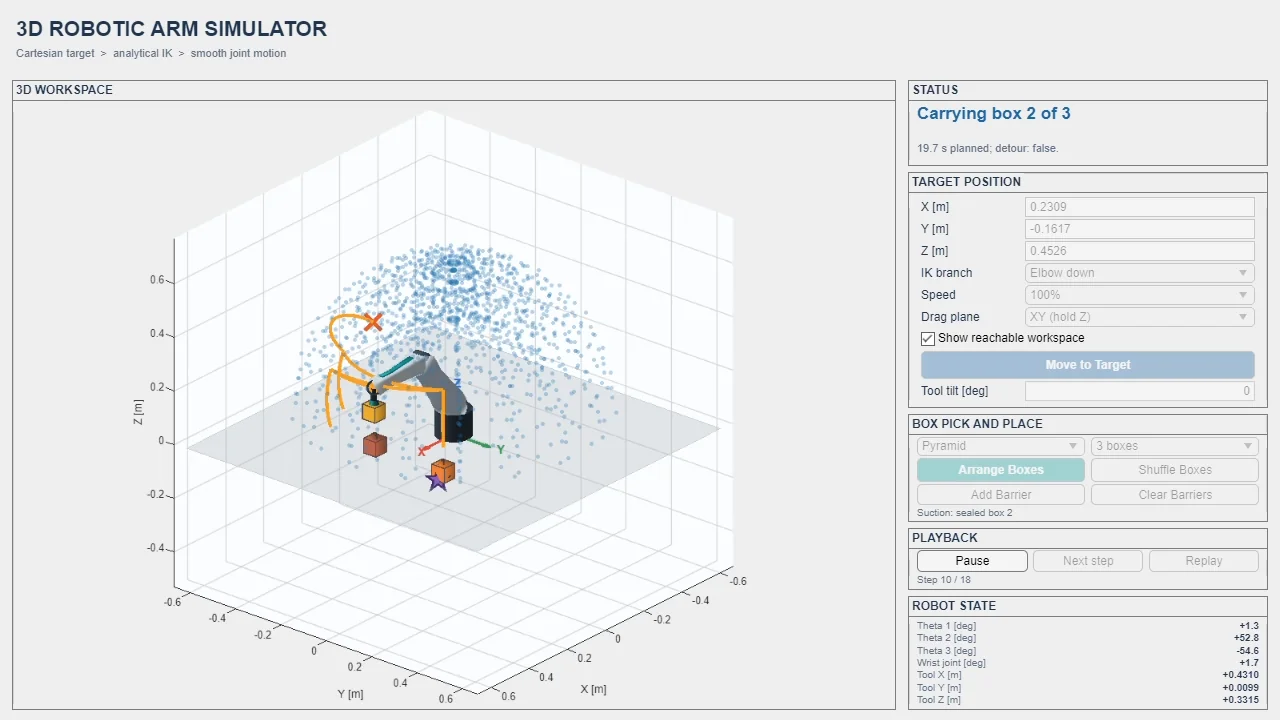 3D ROBOTIC ARM SIMULATOR
Cartesian target > analytical IK > smooth joint motion
3D WORKSPACE
0.6
0.4
0.2
0
-0.2
-0.4
Z [m]
-0.6
-0.4
-0.2
0
0.2
0.4
0.6
Y [m]
-0.6
-0.4
-0.2
0
0.2
0.4
0.6
X [m]
Z
X
Y
STATUS
Carrying box 2 of 3
19.7 s planned; detour: false.
TARGET POSITION
X [m] 0.2309
Y [m] -0.1617
Z [m] 0.4526
IK branch Elbow down
Speed 100%
Drag plane XY (hold Z)
Show reachable workspace
Move to Target
Tool tilt [deg] 0
BOX PICK AND PLACE
Pyramid 3 boxes
Arrange Boxes Shuffle Boxes
Add Barrier Clear Barriers
Suction: sealed box 2
PLAYBACK
Pause Next step Replay
Step 10 / 18
ROBOT STATE
Theta 1 [deg] +1.3
Theta 2 [deg] +52.8
Theta 3 [deg] -54.6
Wrist joint [deg] +1.7
Tool X [m] +0.4310
Tool Y [m] +0.0099
Tool Z [m] +0.3315